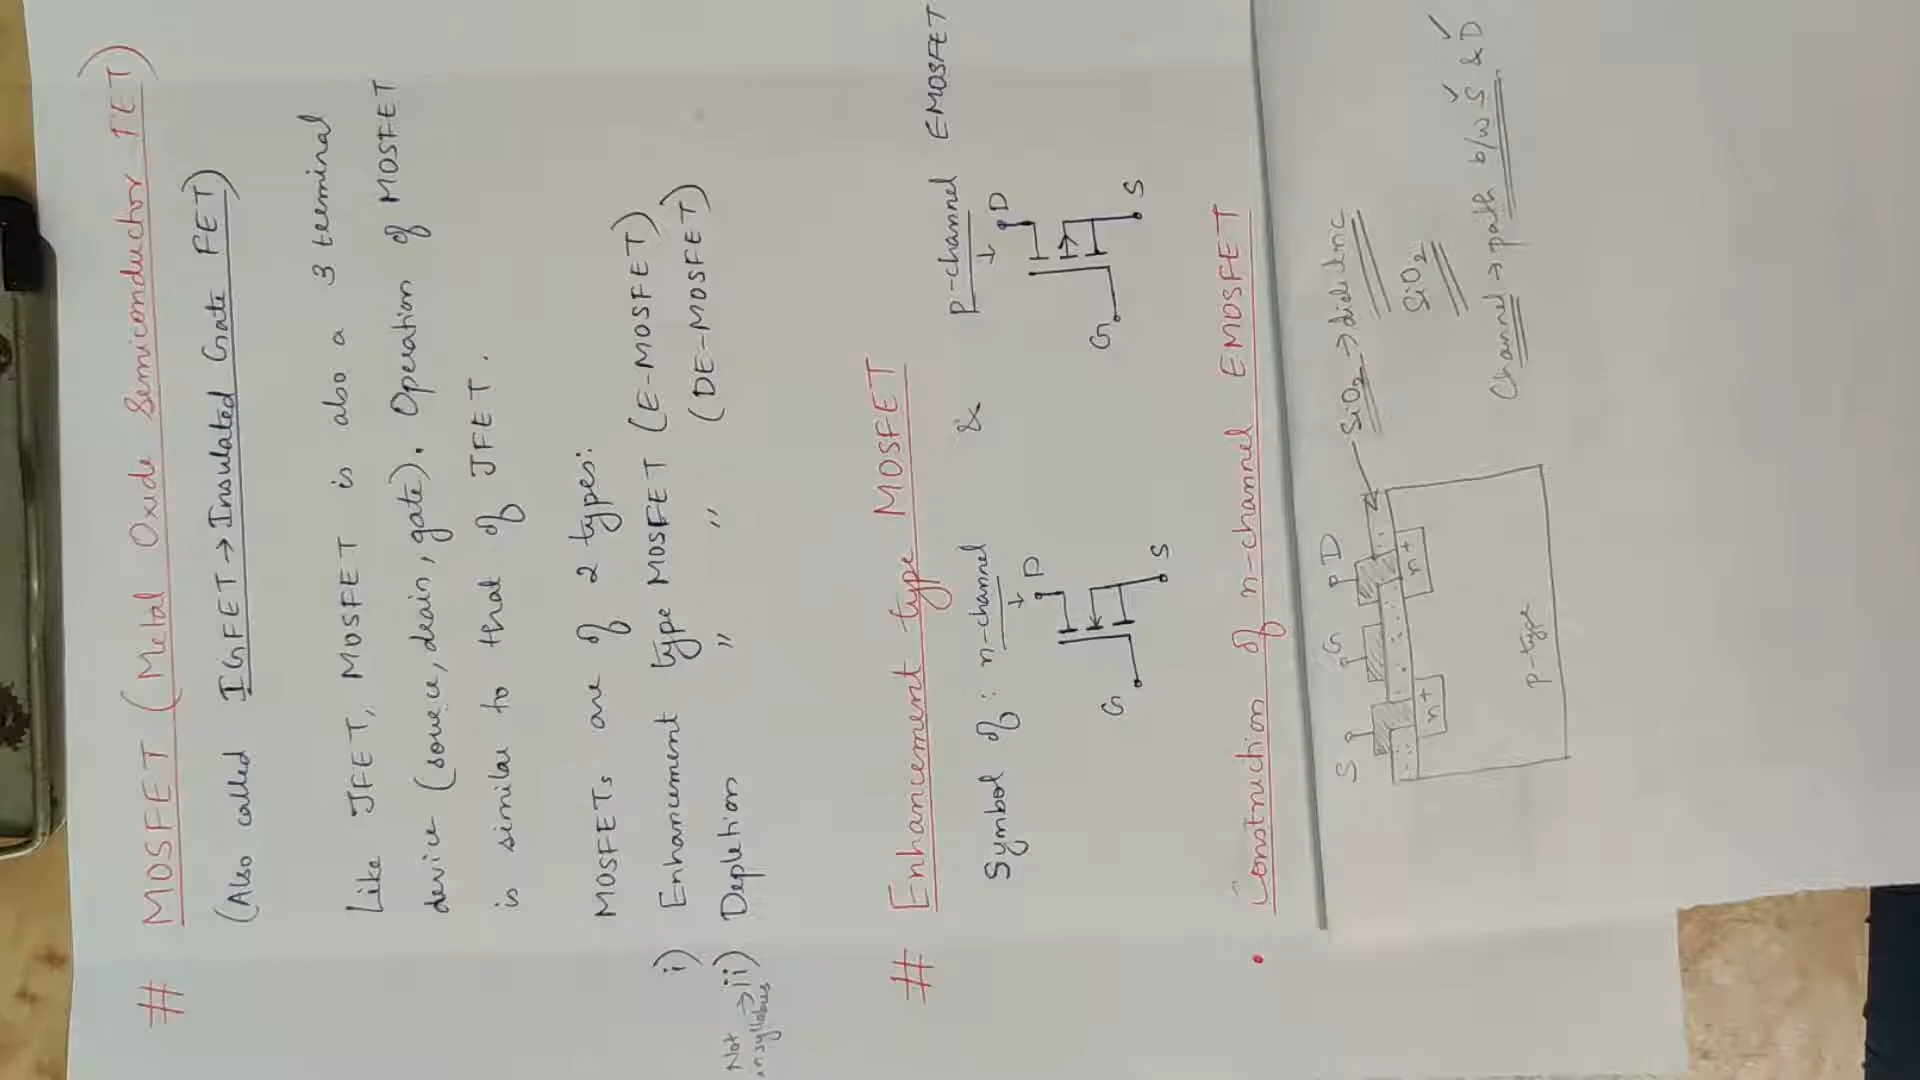 # MOSFET (Metal Oxide Semiconductor FET)
(Also called IGFET → Insulated Gate FET)
Like JFET, MOSFET is also a 3 terminal
device (source, drain, gate). Operation of MOSFET
is similar to that of JFET.
MOSFETs are of 2 types:
i) Enhancement type MOSFET (E-MOSFET)
Not in syllabus → ii) Depletion " " (DE-MOSFET)
# Enhancement type MOSFET
Symbol of: n-channel & p-channel EMOSFET
↓ ↓
D D
G G
S S
• Construction of n-channel EMOSFET
S G D
SiO2 → dielectric
SiO2
n+ n+
Channel → path b/w S & D
p-type